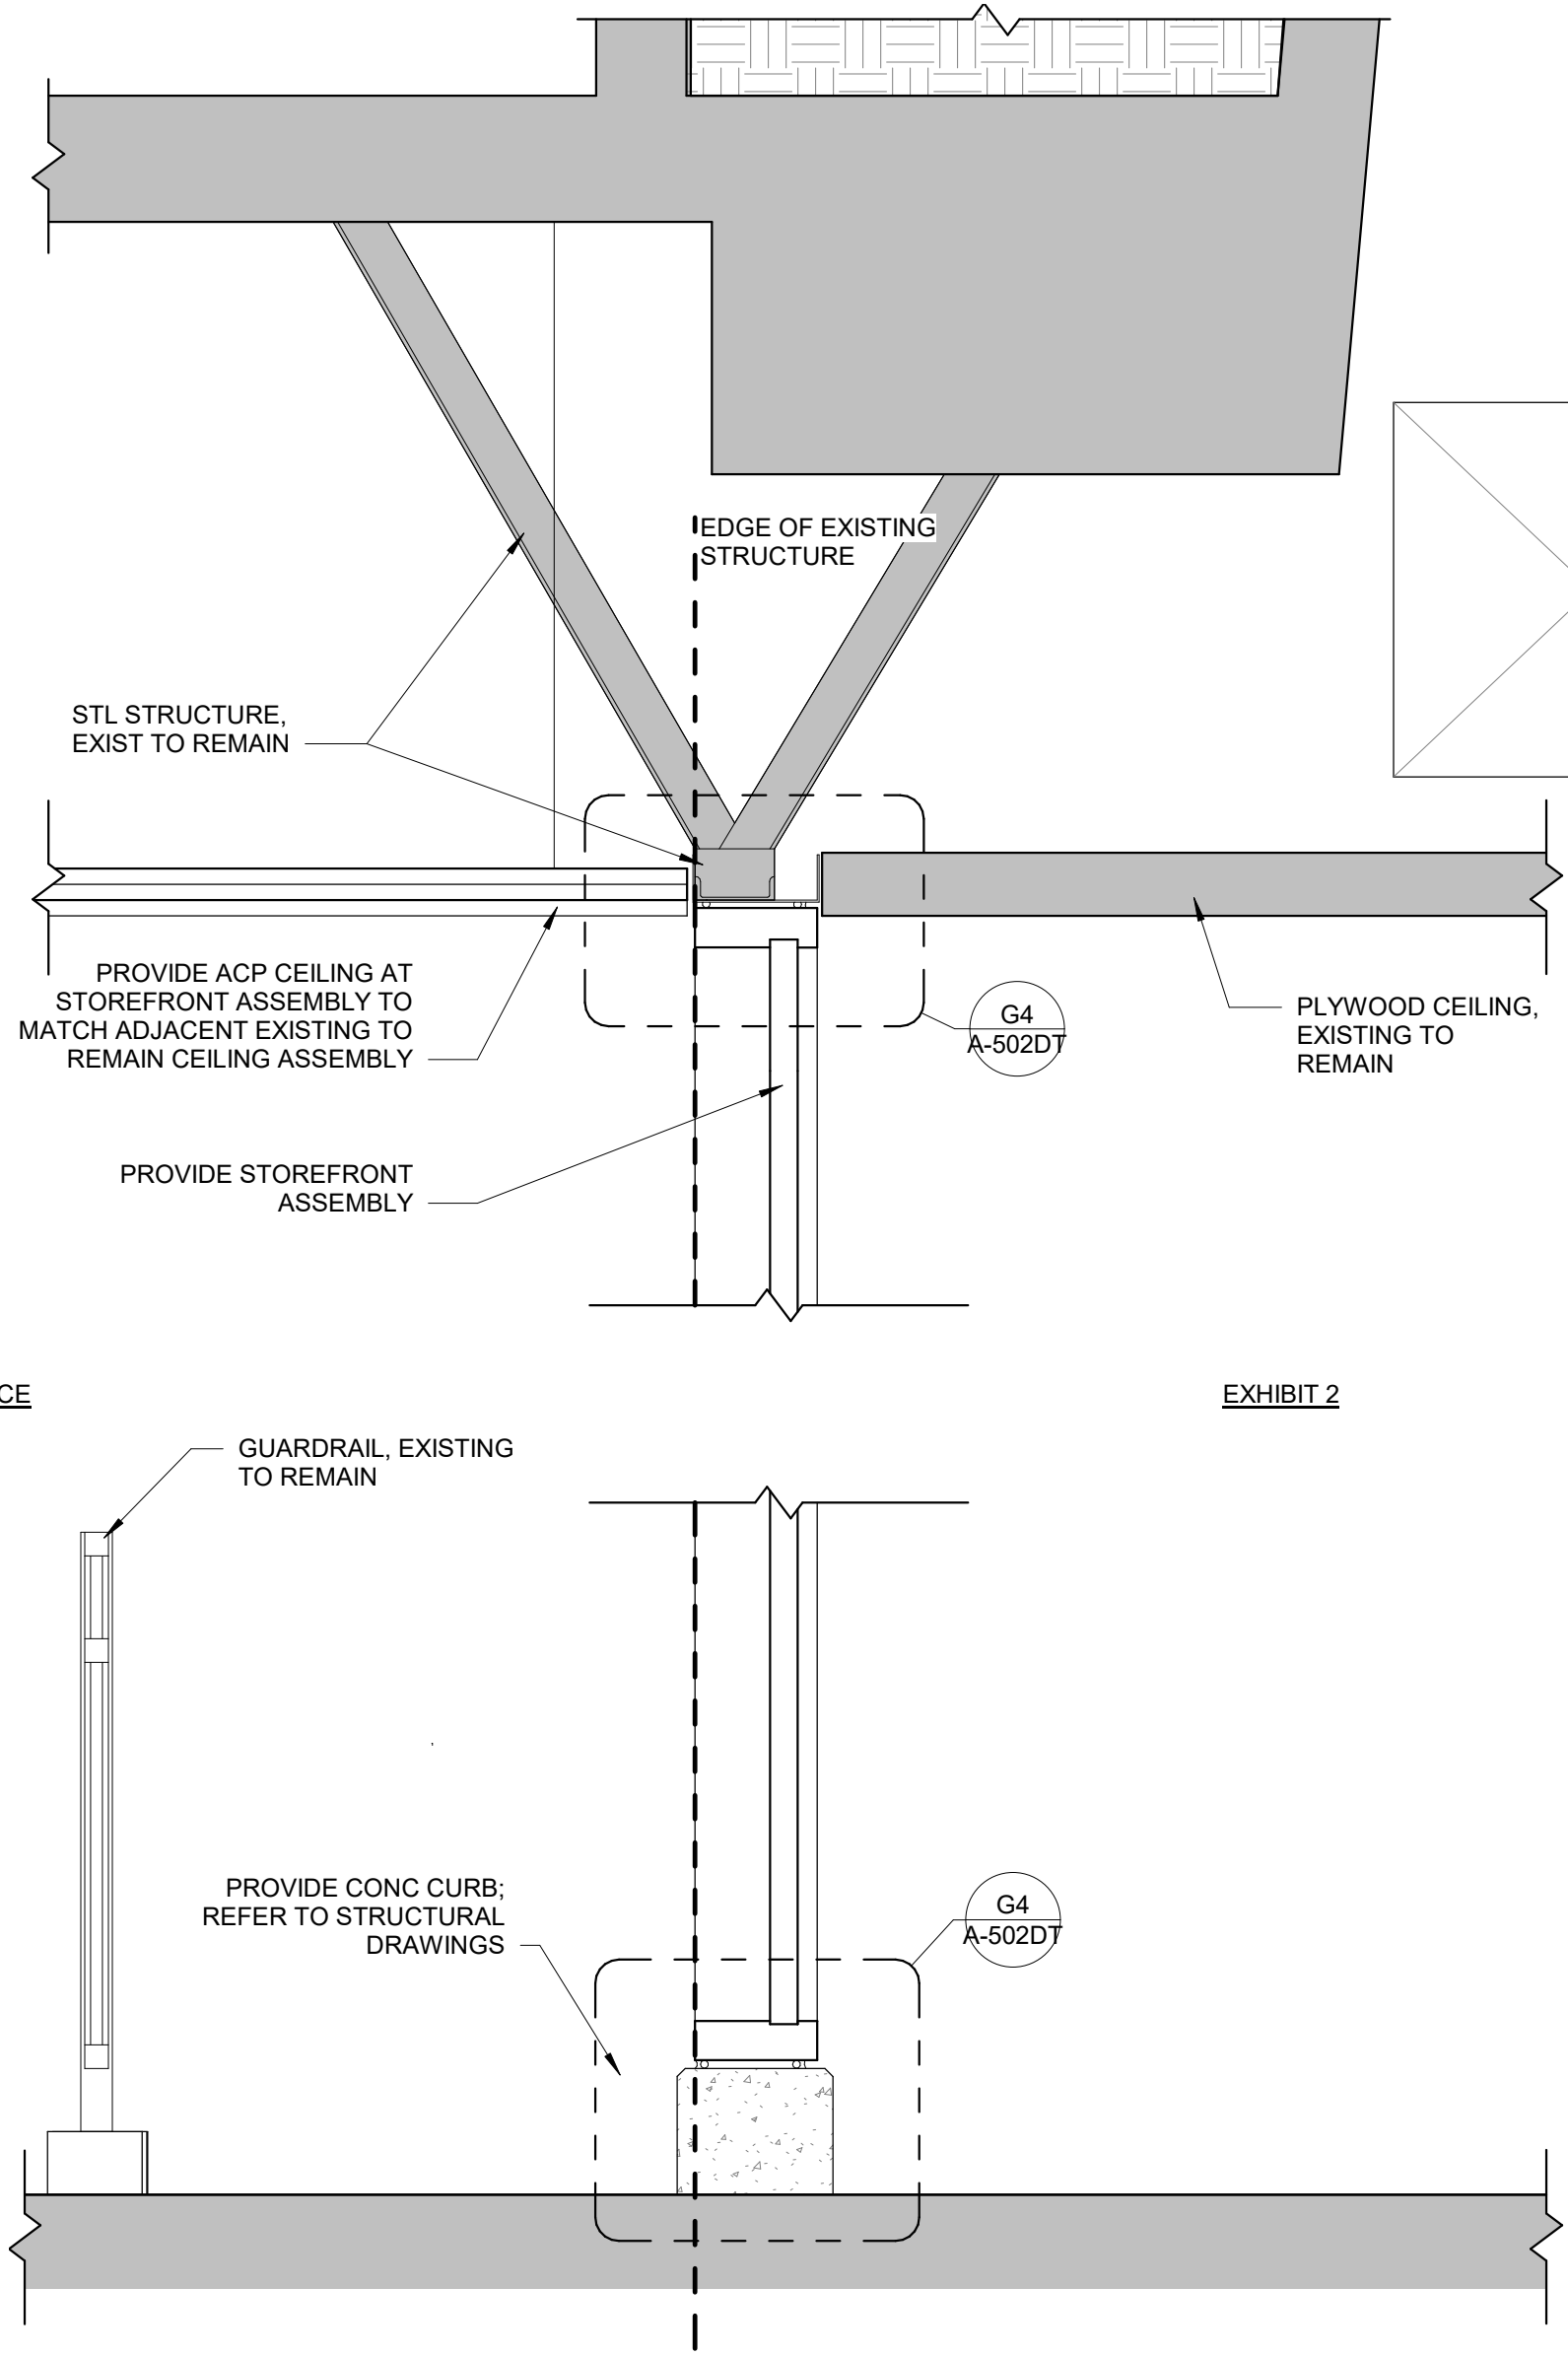 EDGE OF EXISTING
STRUCTURE
STL STRUCTURE,
EXIST TO REMAIN
PROVIDE ACP CEILING AT
STOREFRONT ASSEMBLY TO
MATCH ADJACENT EXISTING TO
REMAIN CEILING ASSEMBLY
G4
A-502DT
PLYWOOD CEILING,
EXISTING TO
REMAIN
PROVIDE STOREFRONT
ASSEMBLY
CE
EXHIBIT 2
GUARDRAIL, EXISTING
TO REMAIN
PROVIDE CONC CURB;
REFER TO STRUCTURAL
DRAWINGS
G4
A-502DT